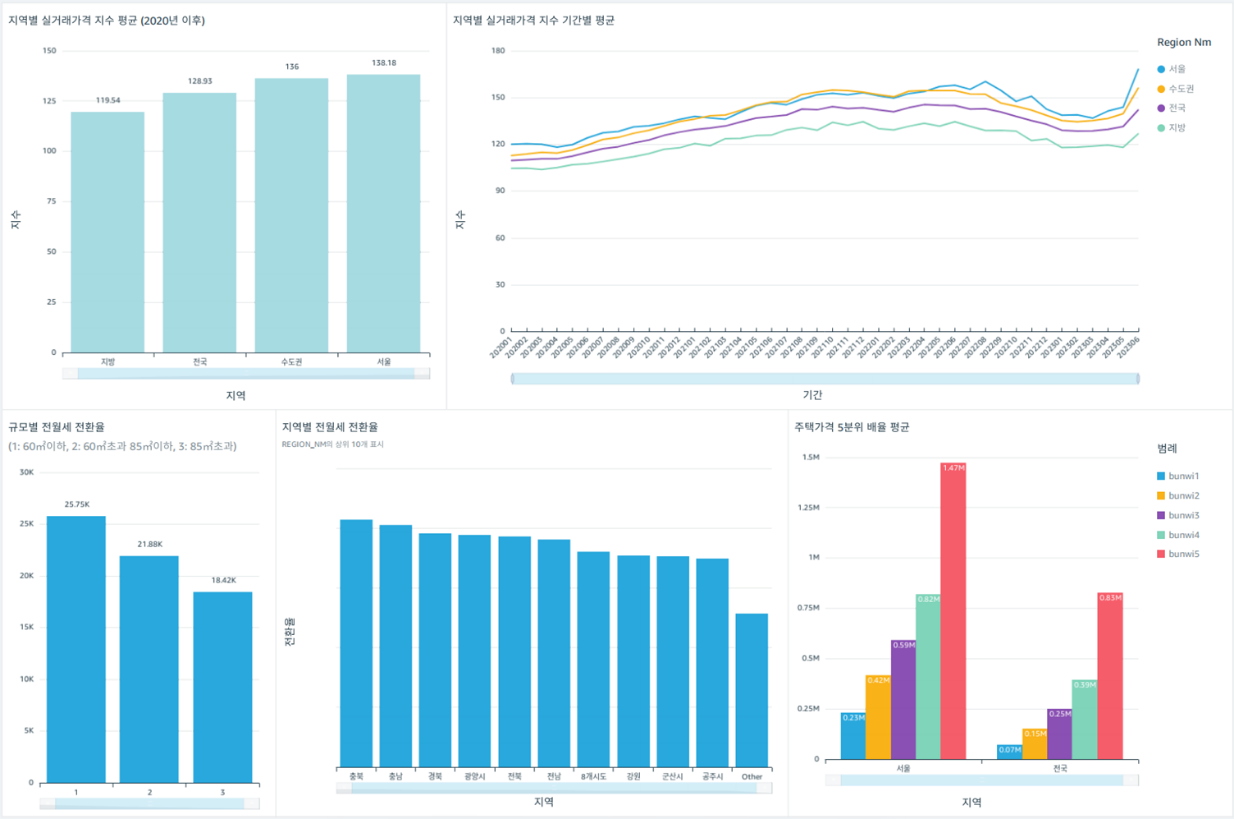 지역별 실거래가격 지수 평균 (2020년 이후)
150
125
100
75
50
25
0
지수
119.54
128.93
136
138.18
지방
전국
수도권
서울
지역
지역별 실거래가격 지수 기간별 평균
180
150
120
90
60
30
0
지수
202001
202002
202003
202004
202005
202006
202007
202008
202009
202010
202011
202012
202101
202102
202103
202104
202105
202106
202107
202108
202109
202110
202111
202112
202201
202202
202203
202204
202205
202206
202207
202208
202209
202210
202211
202212
202301
202302
202303
202304
202305
202306
기간
Region Nm
서울
수도권
전국
지방
규모별 전월세 전환율
(1: 60㎡이하, 2: 60㎡초과 85㎡이하, 3: 85㎡초과)
30K
25K
20K
15K
10K
5K
0
25.75K
21.88K
18.42K
1
2
3
지역별 전월세 전환율
REGION_NM의 상위 10개 표시
전환율
충북
충남
경북
광양시
전북
전남
8개시도
강원
군산시
공주시
Other
지역
주택가격 5분위 배율 평균
1.5M
1.25M
1M
0.75M
0.5M
0.25M
0
0.23M
0.42M
0.59M
0.82M
1.47M
0.07M
0.15M
0.25M
0.39M
0.83M
서울
전국
지역
범례
bunwi1
bunwi2
bunwi3
bunwi4
bunwi5